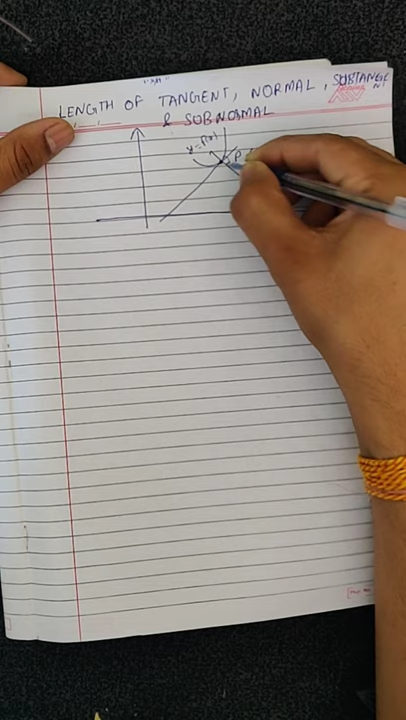 LENGTH OF TANGENT, NORMAL, SUBTANGENT
& SUBNORMAL
y=f(x)
P